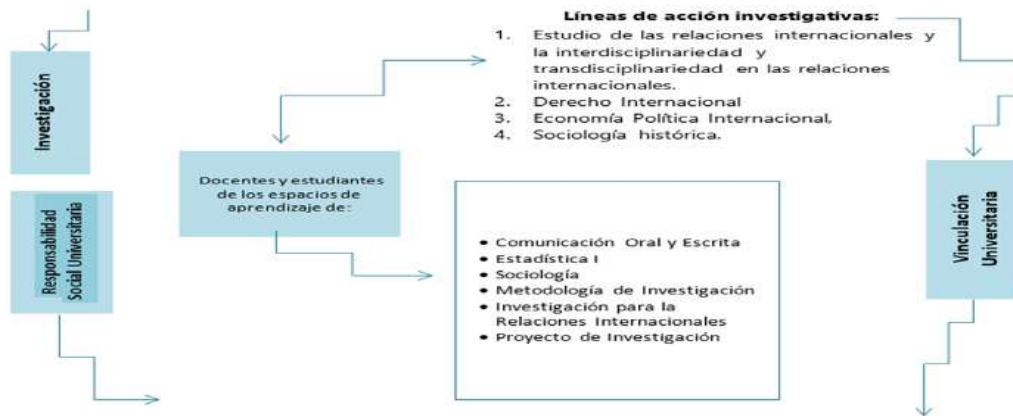 Líneas de acción investigativas:
1. Estudio de las relaciones internacionales y
la interdisciplinariedad y
transdisciplinariedad en las relaciones
internacionales.
2. Derecho Internacional
3. Economía Política Internacional,
4. Sociología histórica.
Investigación
Docentes y estudiantes
de los espacios de
aprendizaje de:
Responsabilidad
Social Universitaria
• Comunicación Oral y Escrita
• Estadística I
• Sociología
• Metodología de Investigación
• Investigación para la
Relaciones Internacionales
• Proyecto de Investigación
Vinculación
Universitaria